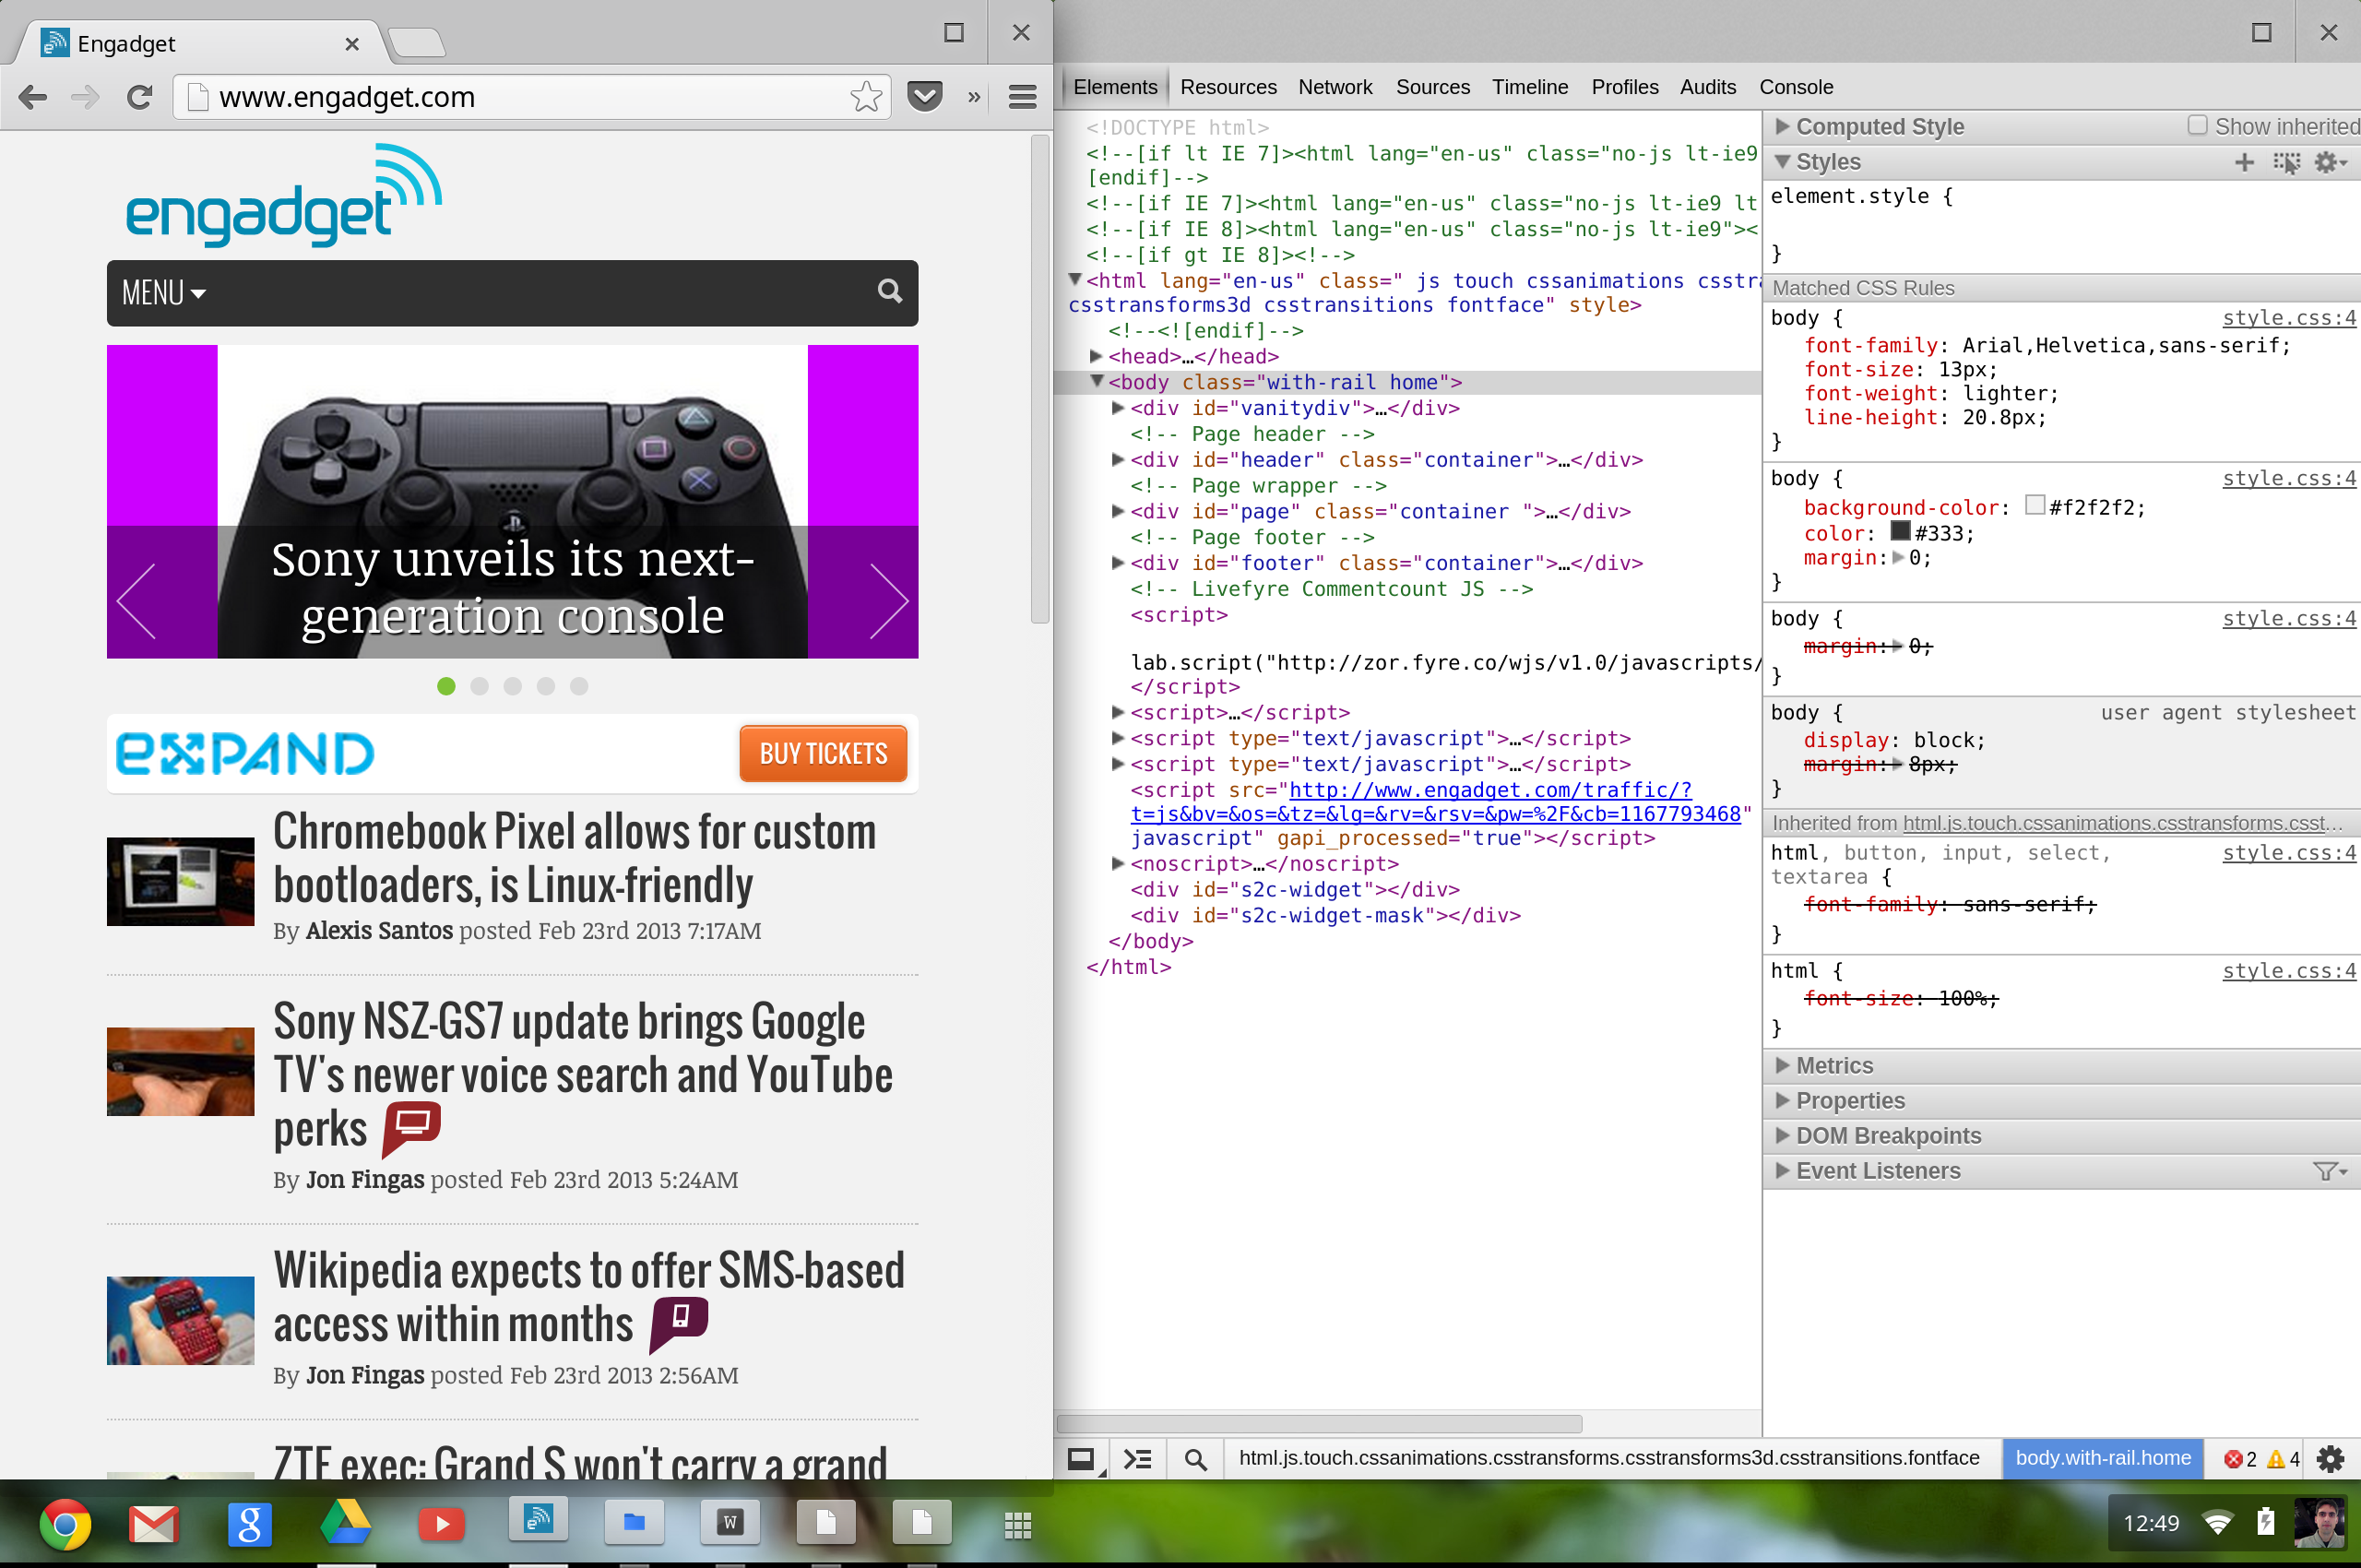 Engadget
www.engadget.com
»
engadget
MENU
Sony unveils its next-
generation console
eXPAND
BUY TICKETS
Chromebook Pixel allows for custom
bootloaders, is Linux-friendly
By Alexis Santos posted Feb 23rd 2013 7:17AM
Sony NSZ-GS7 update brings Google
TV's newer voice search and YouTube
perks
By Jon Fingas posted Feb 23rd 2013 5:24AM
Wikipedia expects to offer SMS-based
access within months
By Jon Fingas posted Feb 23rd 2013 2:56AM
ZTE exec: Grand S won't carry a grand
Elements Resources Network Sources Timeline Profiles Audits Console
<!DOCTYPE html>
<!--[if lt IE 7]><html lang="en-us" class="no-js lt-ie9
[endif]-->
<!--[if IE 7]><html lang="en-us" class="no-js lt-ie9 lt
<!--[if IE 8]><html lang="en-us" class="no-js lt-ie9"><
<!--[if gt IE 8]><!-->
<html lang="en-us" class=" js touch cssanimations csstra
csstransforms3d csstransitions fontface" style>
<!--<![endif]-->
<head>…</head>
<body class="with-rail home">
<div id="vanitydiv">…</div>
<!-- Page header -->
<div id="header" class="container">…</div>
<!-- Page wrapper -->
<div id="page" class="container ">…</div>
<!-- Page footer -->
<div id="footer" class="container">…</div>
<!-- Livefyre Commentcount JS -->
<script>
lab.script("http://zor.fyre.co/wjs/v1.0/javascripts/
</script>
<script>…</script>
<script type="text/javascript">…</script>
<script type="text/javascript">…</script>
<script src="http://www.engadget.com/traffic/?
t=js&bv=&os=&tz=&lg=&rv=&rsv=&pw=%2F&cb=1167793468"
javascript" gapi_processed="true"></script>
<noscript>…</noscript>
<div id="s2c-widget"></div>
<div id="s2c-widget-mask"></div>
</body>
</html>
Computed Style Show inherited
Styles
element.style {
}
Matched CSS Rules
body { style.css:4
font-family: Arial,Helvetica,sans-serif;
font-size: 13px;
font-weight: lighter;
line-height: 20.8px;
}
body { style.css:4
background-color: #f2f2f2;
color: #333;
margin: 0;
}
body { style.css:4
margin: 0;
}
body { user agent stylesheet
display: block;
margin: 8px;
}
Inherited from html.js.touch.cssanimations.csstransforms.csst…
html, button, input, select, style.css:4
textarea {
font-family: sans-serif;
}
html { style.css:4
font-size: 100%;
}
Metrics
Properties
DOM Breakpoints
Event Listeners
html.js.touch.cssanimations.csstransforms.csstransforms3d.csstransitions.fontface body.with-rail.home 2 4
g
W
12:49